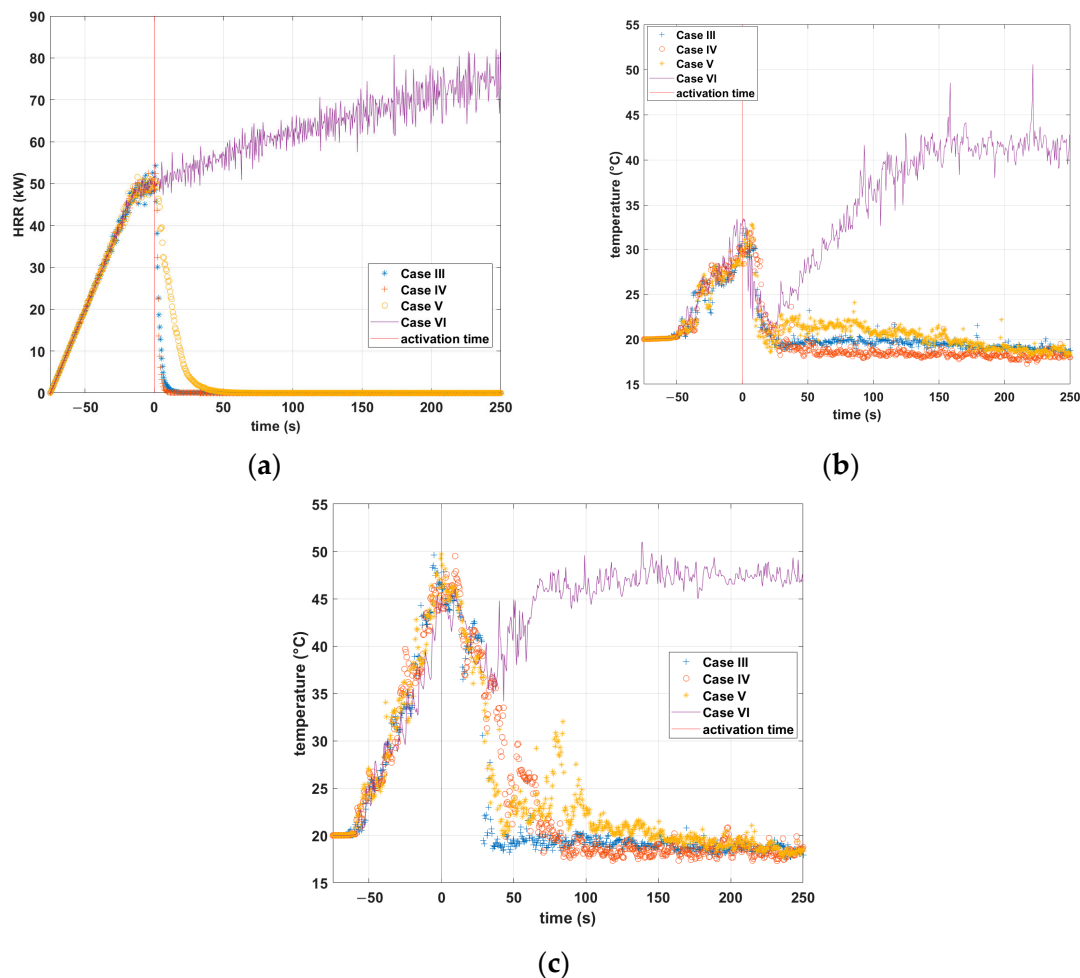 90
80
70
60
50
40
30
20
10
0
HRR (kW)
Case III
Case IV
Case V
Case VI
activation time
−50 0 50 100 150 200 250
time (s)
(a)
55
50
45
40
35
30
25
20
15
temperature (°C)
Case III
Case IV
Case V
Case VI
activation time
−50 0 50 100 150 200 250
time (s)
(b)
55
50
45
40
35
30
25
20
15
temperature (°C)
Case III
Case IV
Case V
Case VI
activation time
−50 0 50 100 150 200 250
time (s)
(c)